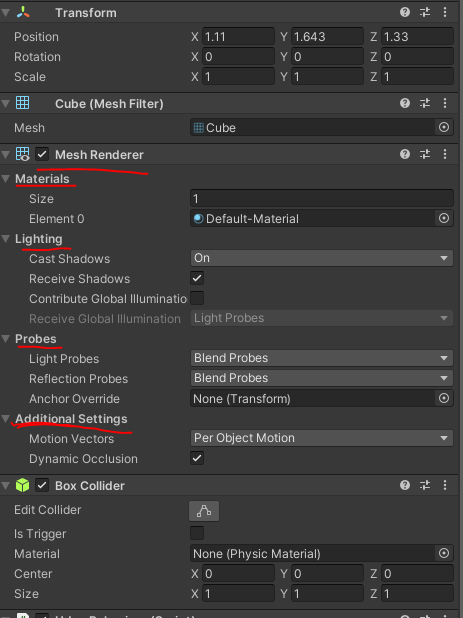 Transform
Position X 1.11 Y 1.643 Z 1.33
Rotation X 0 Y 0 Z 0
Scale X 1 Y 1 Z 1
Cube (Mesh Filter)
Mesh Cube
Mesh Renderer
Materials
Size 1
Element 0 Default-Material
Lighting
Cast Shadows On
Receive Shadows
Contribute Global Illuminatio
Receive Global Illumination Light Probes
Probes
Light Probes Blend Probes
Reflection Probes Blend Probes
Anchor Override None (Transform)
Additional Settings
Motion Vectors Per Object Motion
Dynamic Occlusion
Box Collider
Edit Collider
Is Trigger
Material None (Physic Material)
Center X 0 Y 0 Z 0
Size X 1 Y 1 Z 1